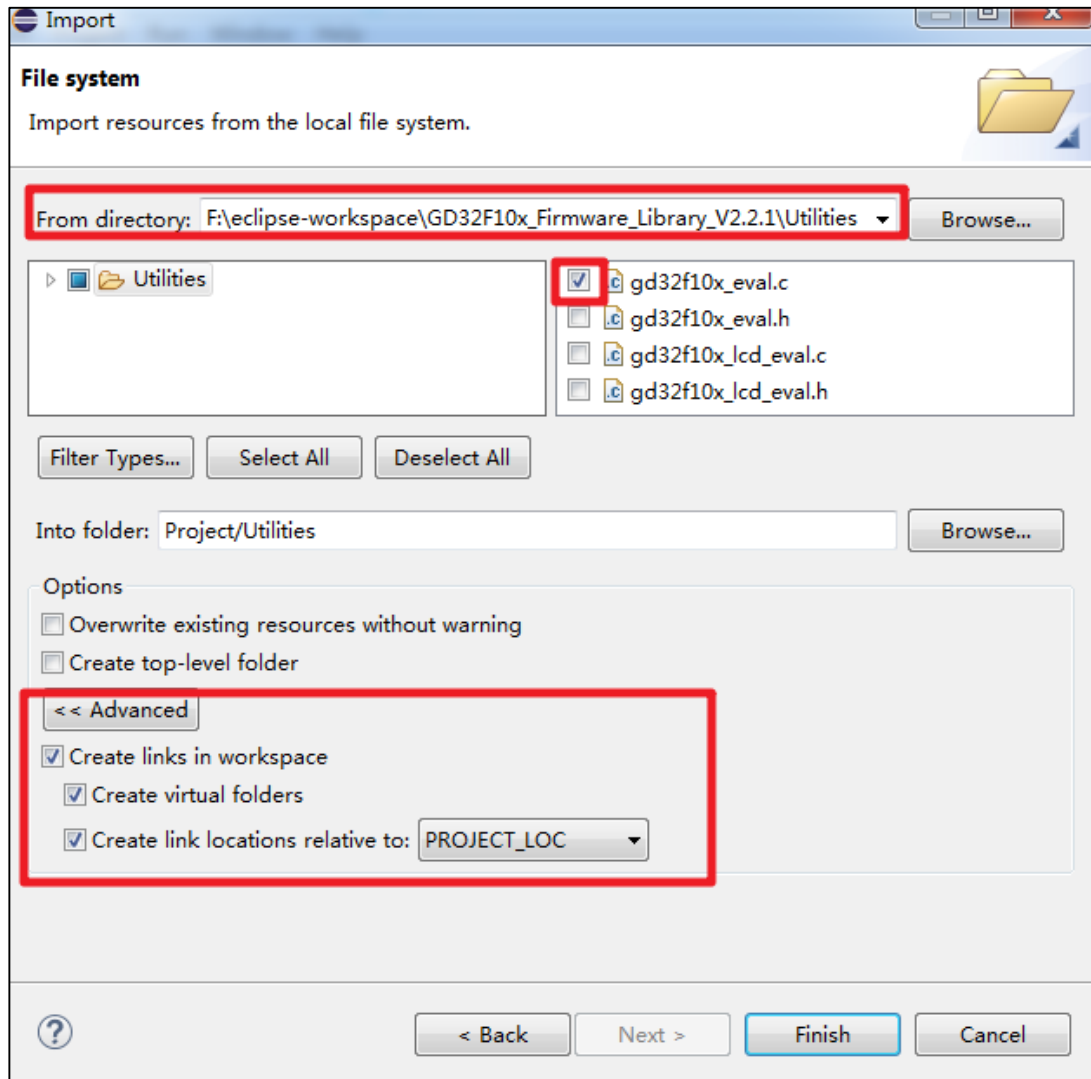 Import
File system
Import resources from the local file system.
From directory: F:\eclipse-workspace\GD32F10x_Firmware_Library_V2.2.1\Utilities
Browse...
Utilities
gd32f10x_eval.c
gd32f10x_eval.h
gd32f10x_lcd_eval.c
gd32f10x_lcd_eval.h
Filter Types...
Select All
Deselect All
Into folder: Project/Utilities
Browse...
Options
Overwrite existing resources without warning
Create top-level folder
<< Advanced
Create links in workspace
Create virtual folders
Create link locations relative to: PROJECT_LOC
< Back
Next >
Finish
Cancel